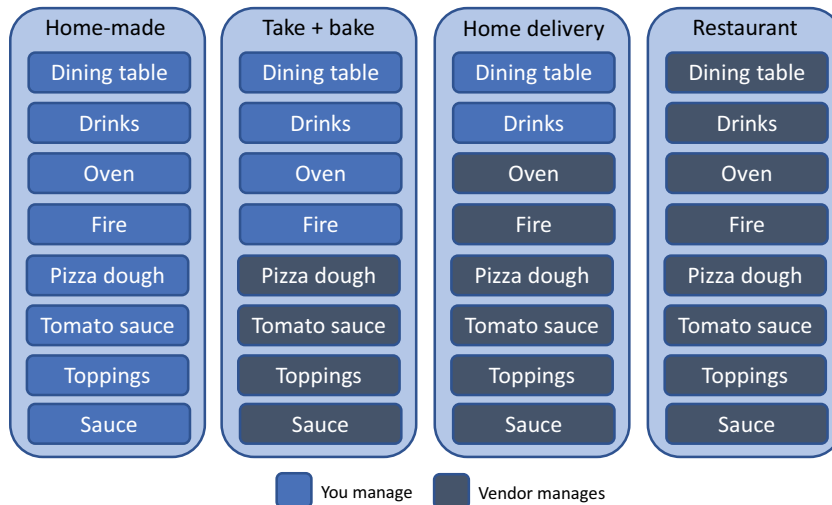 Home-made
Dining table
Drinks
Oven
Fire
Pizza dough
Tomato sauce
Toppings
Sauce
Take + bake
Dining table
Drinks
Oven
Fire
Pizza dough
Tomato sauce
Toppings
Sauce
Home delivery
Dining table
Drinks
Oven
Fire
Pizza dough
Tomato sauce
Toppings
Sauce
Restaurant
Dining table
Drinks
Oven
Fire
Pizza dough
Tomato sauce
Toppings
Sauce
You manage
Vendor manages